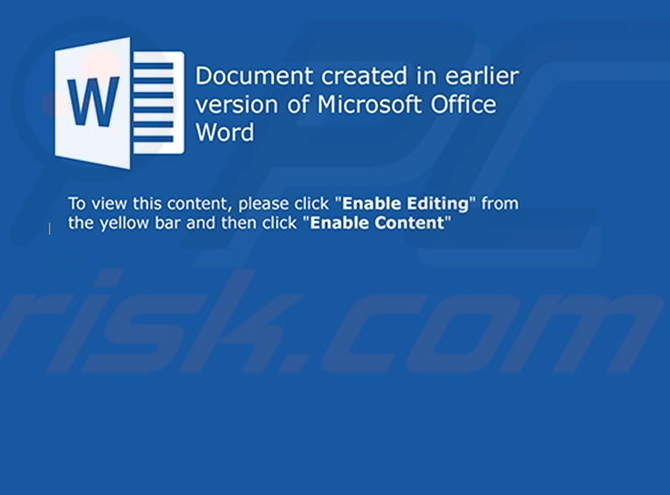 W
Document created in earlier
version of Microsoft Office
Word
To view this content, please click "Enable Editing" from
the yellow bar and then click "Enable Content"
PC
risk.com